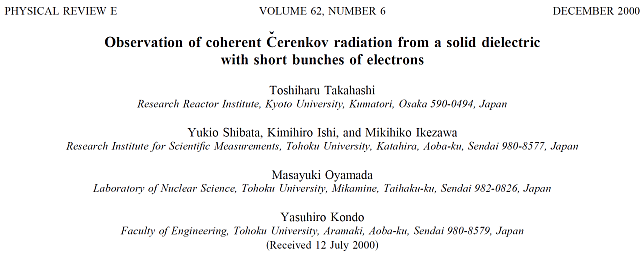 PHYSICAL REVIEW E VOLUME 62, NUMBER 6 DECEMBER 2000
Observation of coherent Čerenkov radiation from a solid dielectric
with short bunches of electrons
Toshiharu Takahashi
Research Reactor Institute, Kyoto University, Kumatori, Osaka 590-0494, Japan
Yukio Shibata, Kimihiro Ishi, and Mikihiko Ikezawa
Research Institute for Scientific Measurements, Tohoku University, Katahira, Aoba-ku, Sendai 980-8577, Japan
Masayuki Oyamada
Laboratory of Nuclear Science, Tohoku University, Mikamine, Taihaku-ku, Sendai 982-0826, Japan
Yasuhiro Kondo
Faculty of Engineering, Tohoku University, Aramaki, Aoba-ku, Sendai 980-8579, Japan
(Received 12 July 2000)